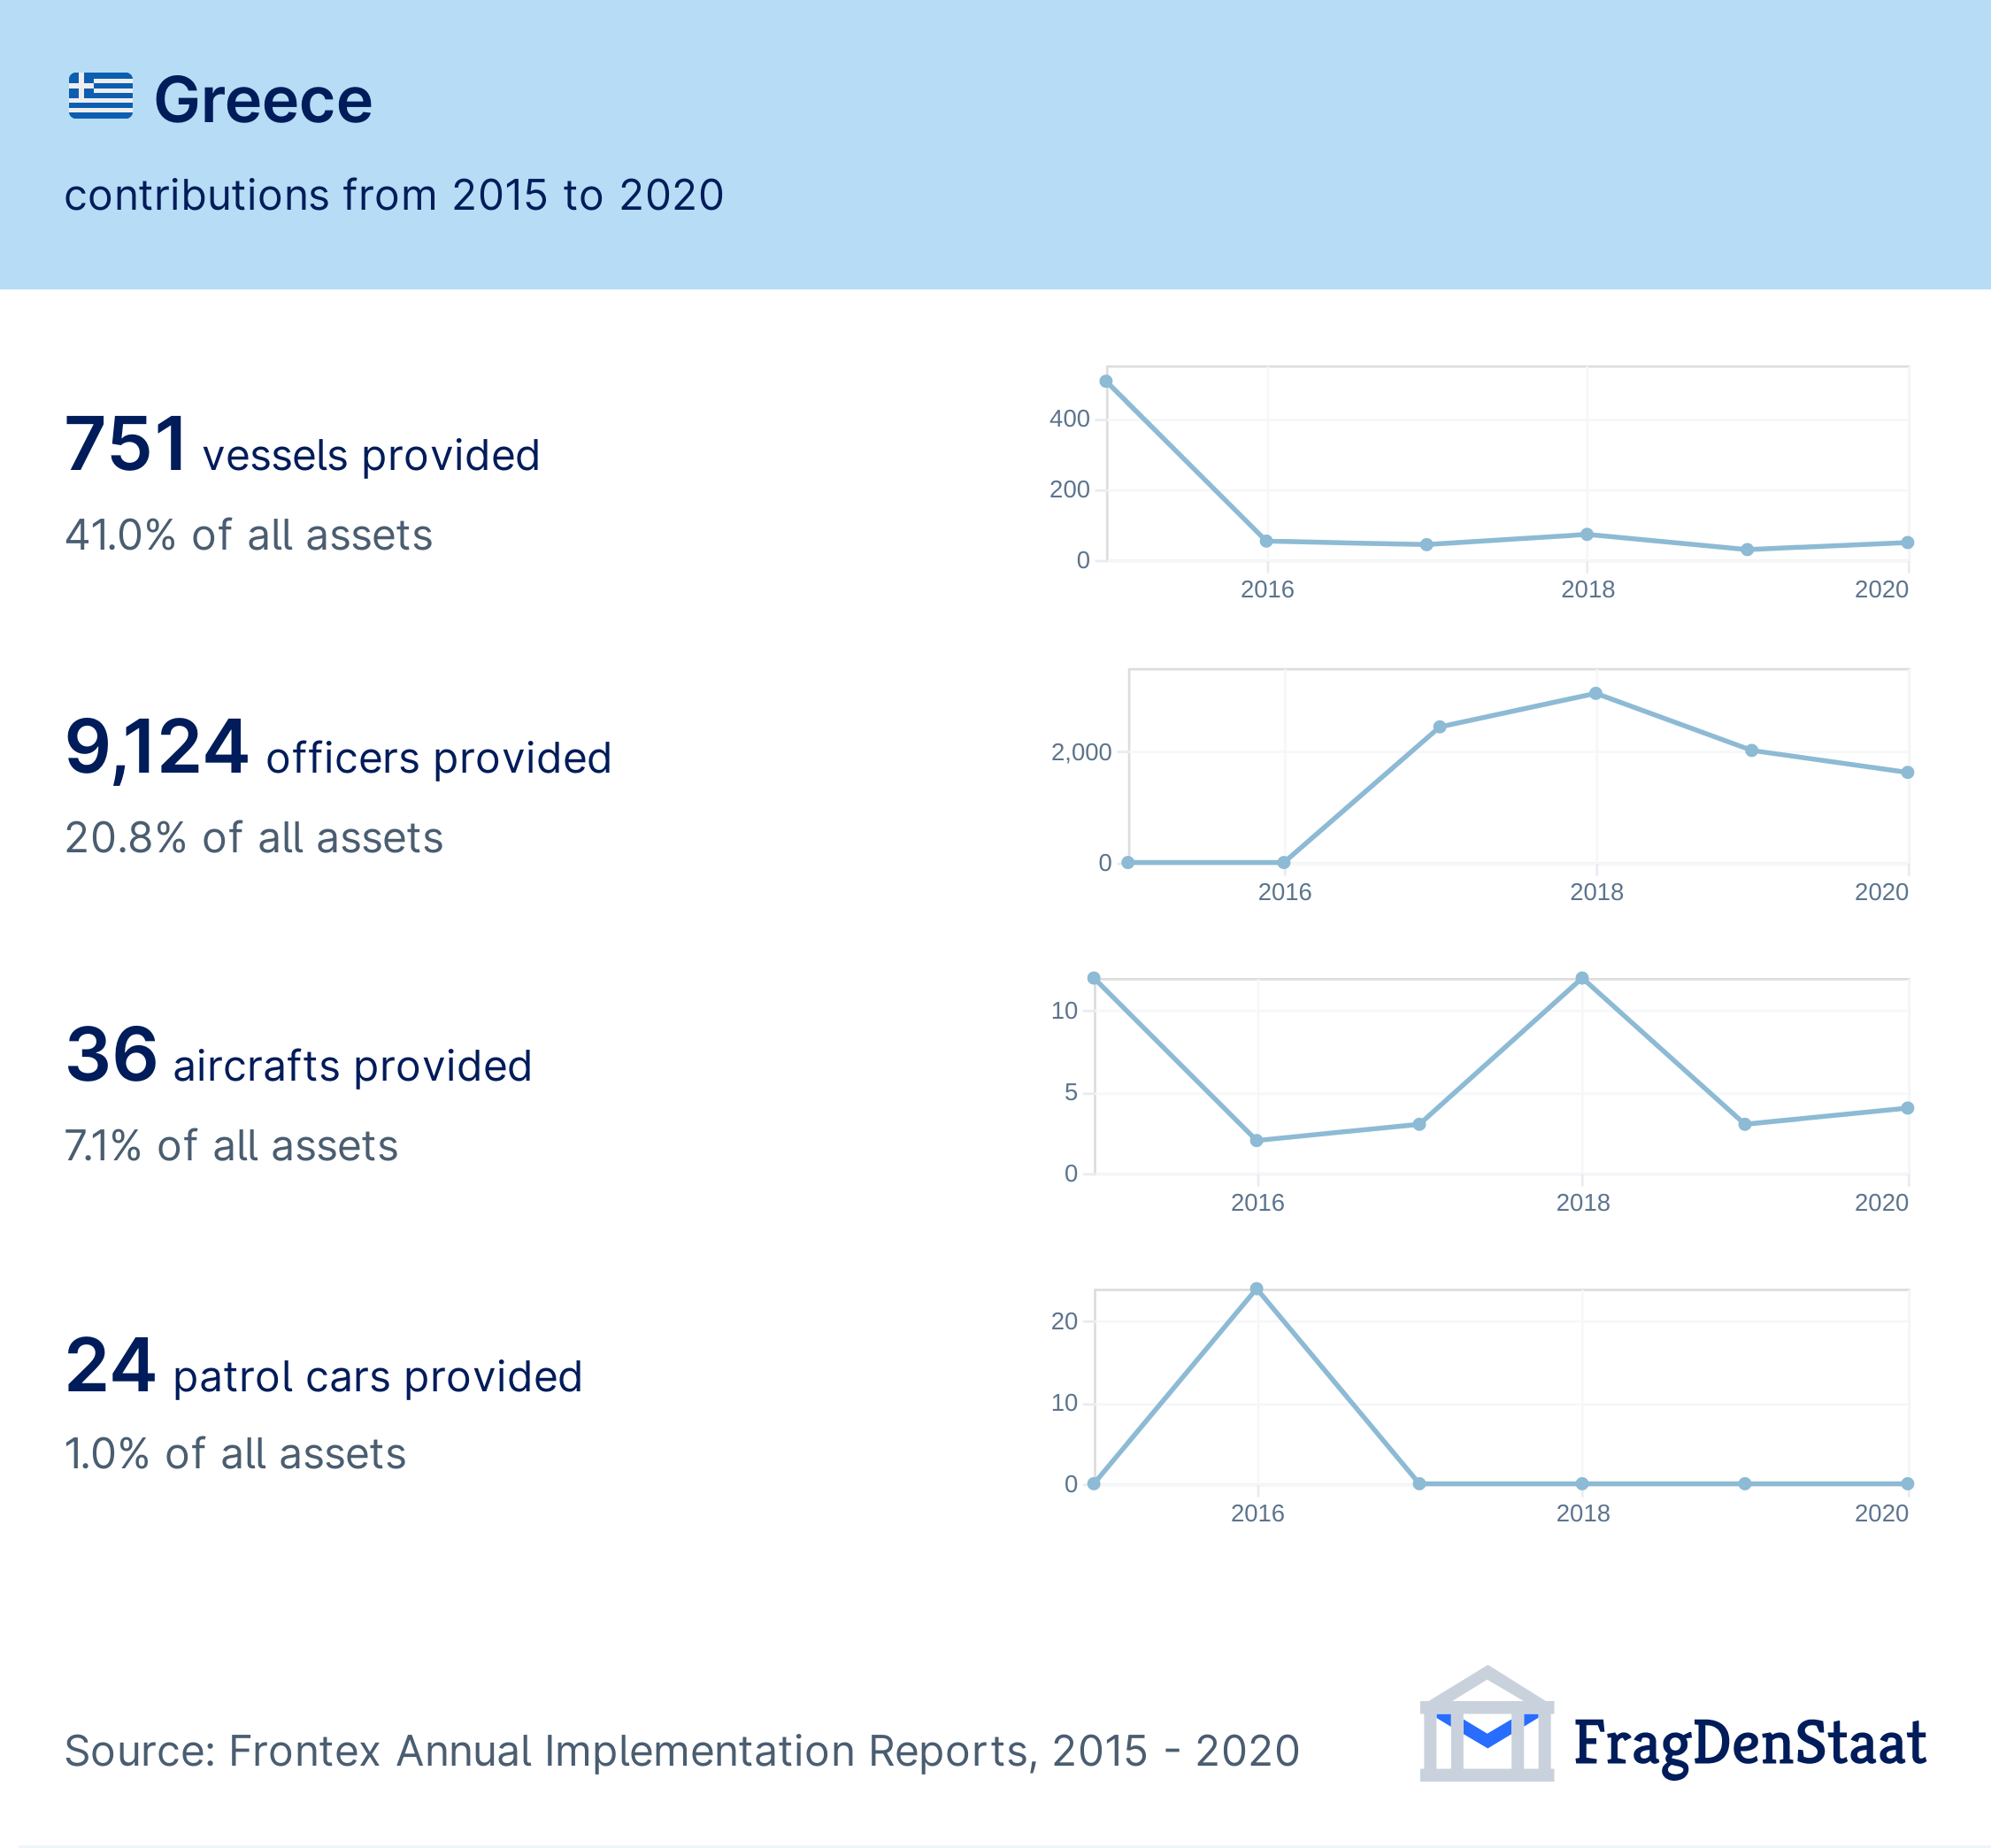 Greece
contributions from 2015 to 2020
751 vessels provided
41.0% of all assets
400
200
0
2016 2018 2020
9,124 officers provided
20.8% of all assets
2,000
0
2016 2018 2020
36 aircrafts provided
7.1% of all assets
10
5
0
2016 2018 2020
24 patrol cars provided
1.0% of all assets
20
10
0
2016 2018 2020
Source: Frontex Annual Implementation Reports, 2015 - 2020
FragDenStaat